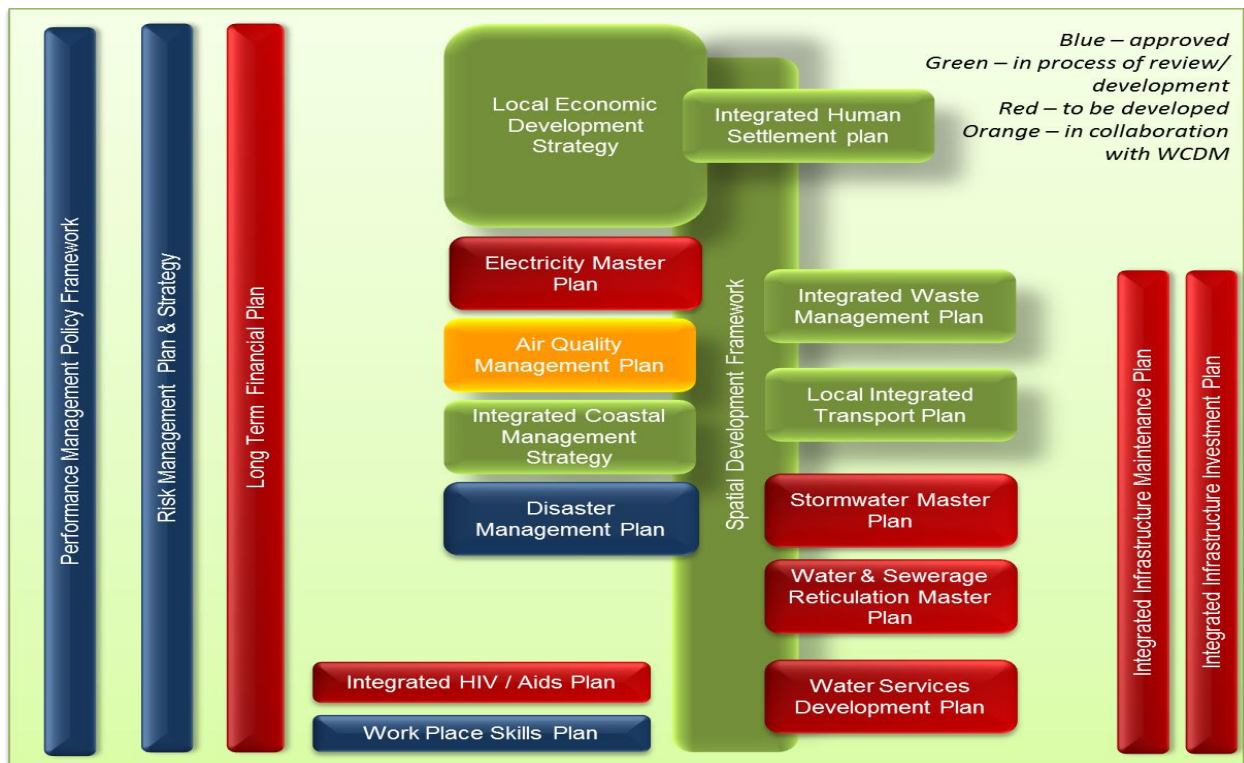 Blue – approved
Green – in process of review/
development
Red – to be developed
Orange – in collaboration
with WCDM
Performance Management Policy Framework
Risk Management Plan & Strategy
Long Term Financial Plan
Local Economic
Development
Strategy
Integrated Human
Settlement plan
Electricity Master
Plan
Air Quality
Management Plan
Integrated Coastal
Management
Strategy
Disaster
Management Plan
Spatial Development Framework
Integrated Waste
Management Plan
Local Integrated
Transport Plan
Stormwater Master
Plan
Water & Sewerage
Reticulation Master
Plan
Water Services
Development Plan
Integrated HIV / Aids Plan
Work Place Skills Plan
Integrated Infrastructure Maintenance Plan
Integrated Infrastructure Investment Plan